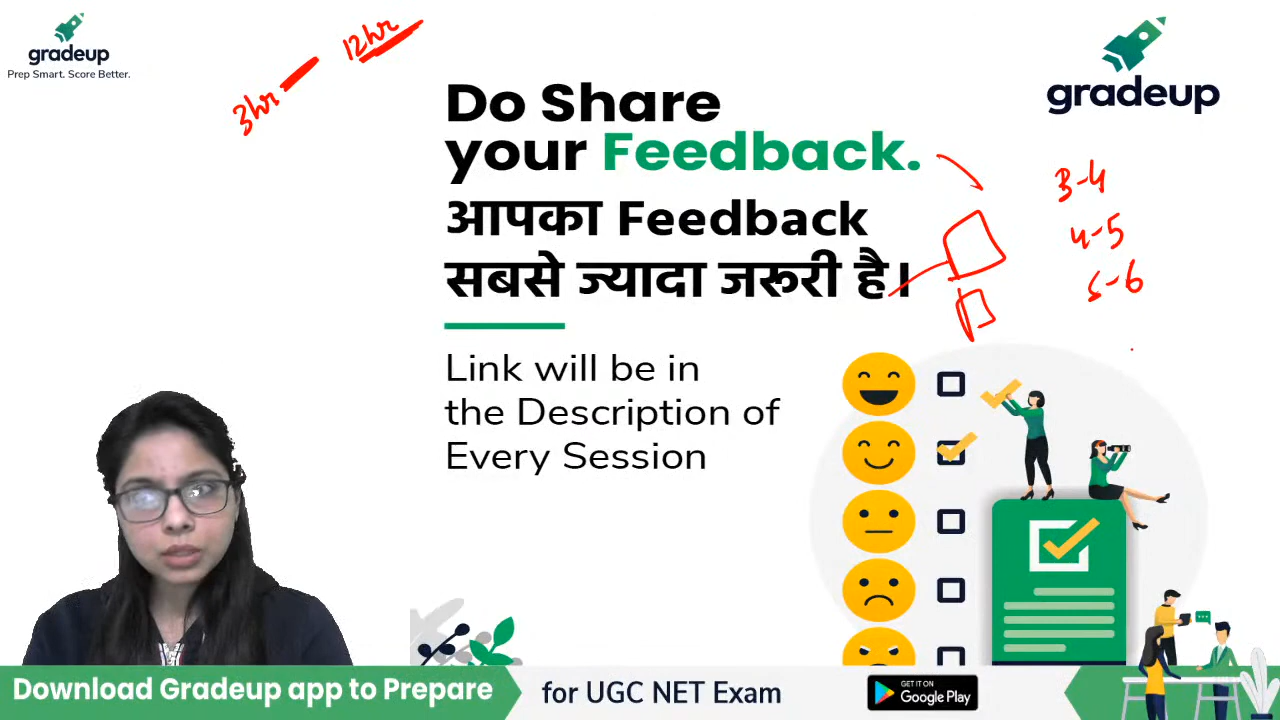 gradeup
Prep Smart. Score Better.
3hr
12hr
gradeup
Do Share
your Feedback.
आपका Feedback
सबसे ज्यादा जरूरी है।
3-4
4-5
5-6
Link will be in
the Description of
Every Session
Download Gradeup app to Prepare
for UGC NET Exam
GET IT ON
Google Play